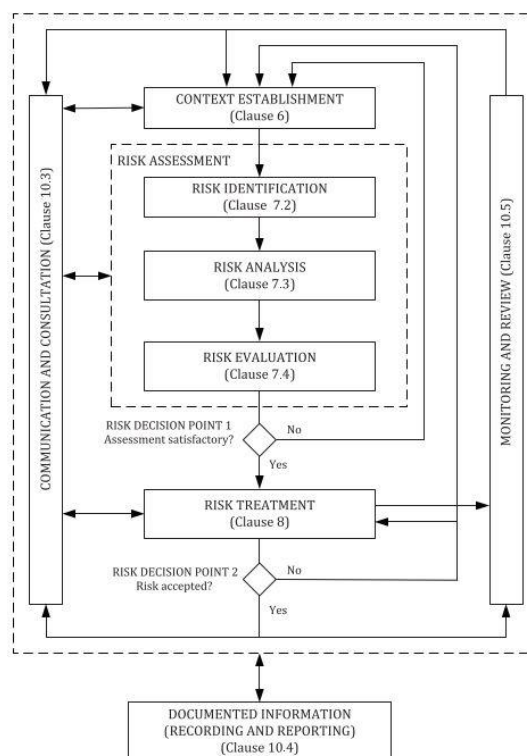 CONTEXT ESTABLISHMENT
(Clause 6)
RISK ASSESSMENT
RISK IDENTIFICATION
(Clause 7.2)
RISK ANALYSIS
(Clause 7.3)
RISK EVALUATION
(Clause 7.4)
RISK DECISION POINT 1
Assessment satisfactory?
No
Yes
RISK TREATMENT
(Clause 8)
RISK DECISION POINT 2
Risk accepted?
No
Yes
COMMUNICATION AND CONSULTATION (Clause 10.3)
MONITORING AND REVIEW (Clause 10.5)
DOCUMENTED INFORMATION
(RECORDING AND REPORTING)
(Clause 10.4)